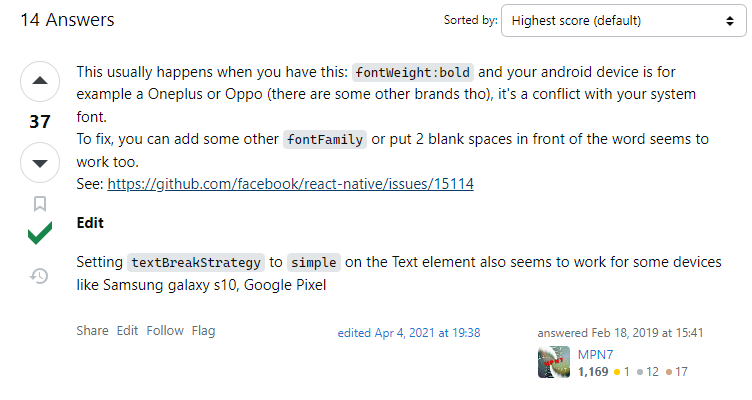 14 Answers
Sorted by:
Highest score (default)
This usually happens when you have this: fontWeight:bold and your android device is for
example a Oneplus or Oppo (there are some other brands tho), it's a conflict with your system
font.
37
To fix, you can add some other fontFamily or put 2 blank spaces in front of the word seems to
work too.
See: https://github.com/facebook/react-native/issues/15114
Edit
Setting textBreakStrategy to simple on the Text element also seems to work for some devices
like Samsung galaxy s10, Google Pixel
Share Edit Follow Flag
edited Apr 4, 2021 at 19:38
answered Feb 18, 2019 at 15:41
MPN7
MPN7
1,169 1 12 17